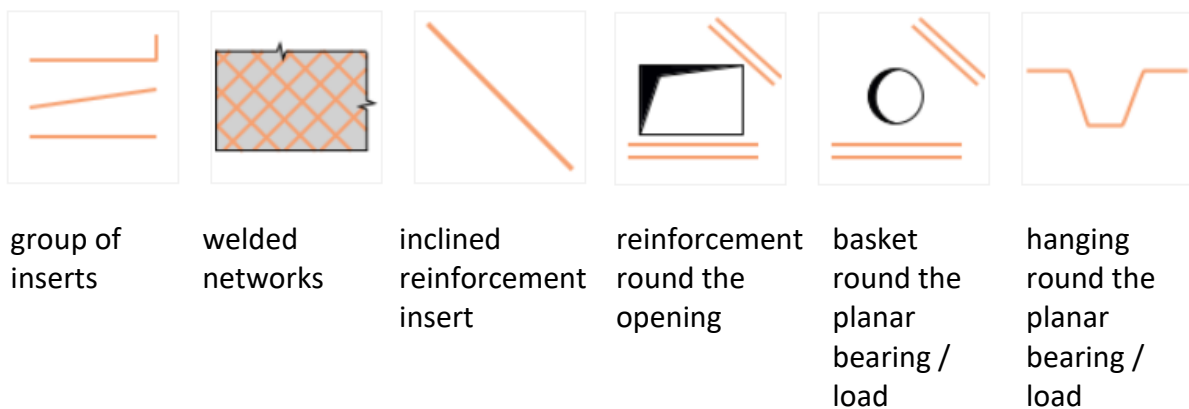 group of
inserts
welded
networks
inclined
reinforcement
insert
reinforcement
round the
opening
basket
round the
planar
bearing /
load
hanging
round the
planar
bearing /
load